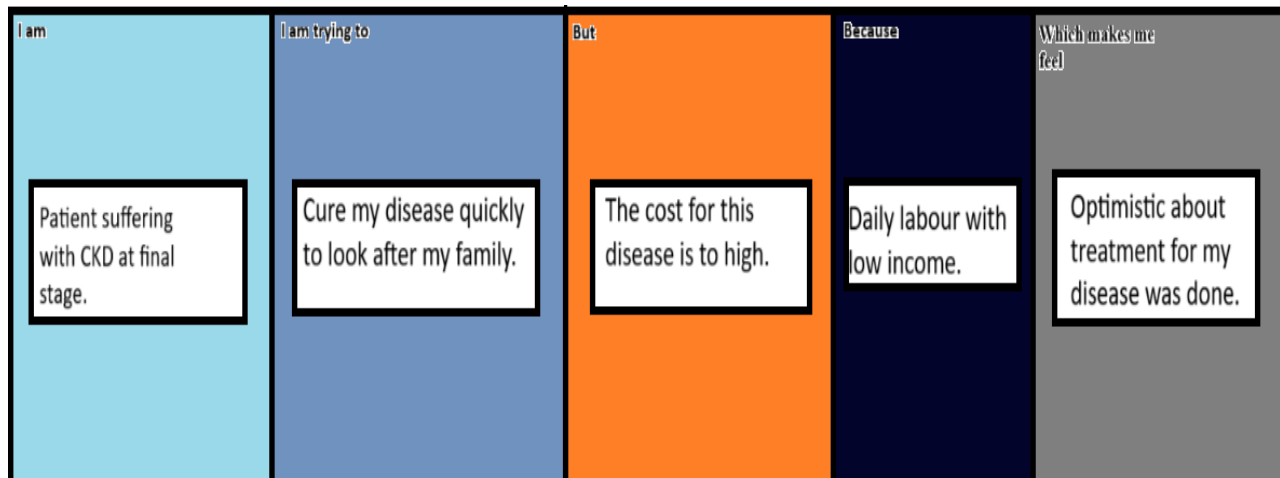 I am
Patient suffering
with CKD at final
stage.
I am trying to
Cure my disease quickly
to look after my family.
But
The cost for this
disease is to high.
Because
Daily labour with
low income.
Which makes me
feel
Optimistic about
treatment for my
disease was done.